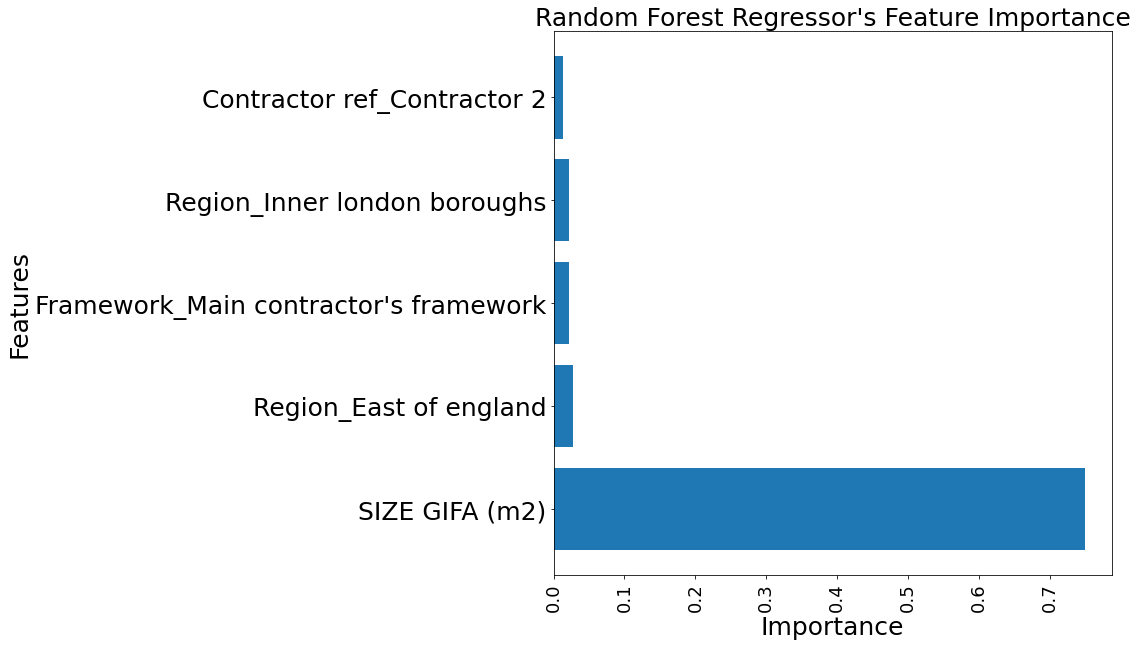 Random Forest Regressor's Feature Importance
Contractor ref_Contractor 2
Region_Inner london boroughs
Framework_Main contractor's framework
Region_East of england
SIZE GIFA (m2)
Features
0.0 0.1 0.2 0.3 0.4 0.5 0.6 0.7
Importance